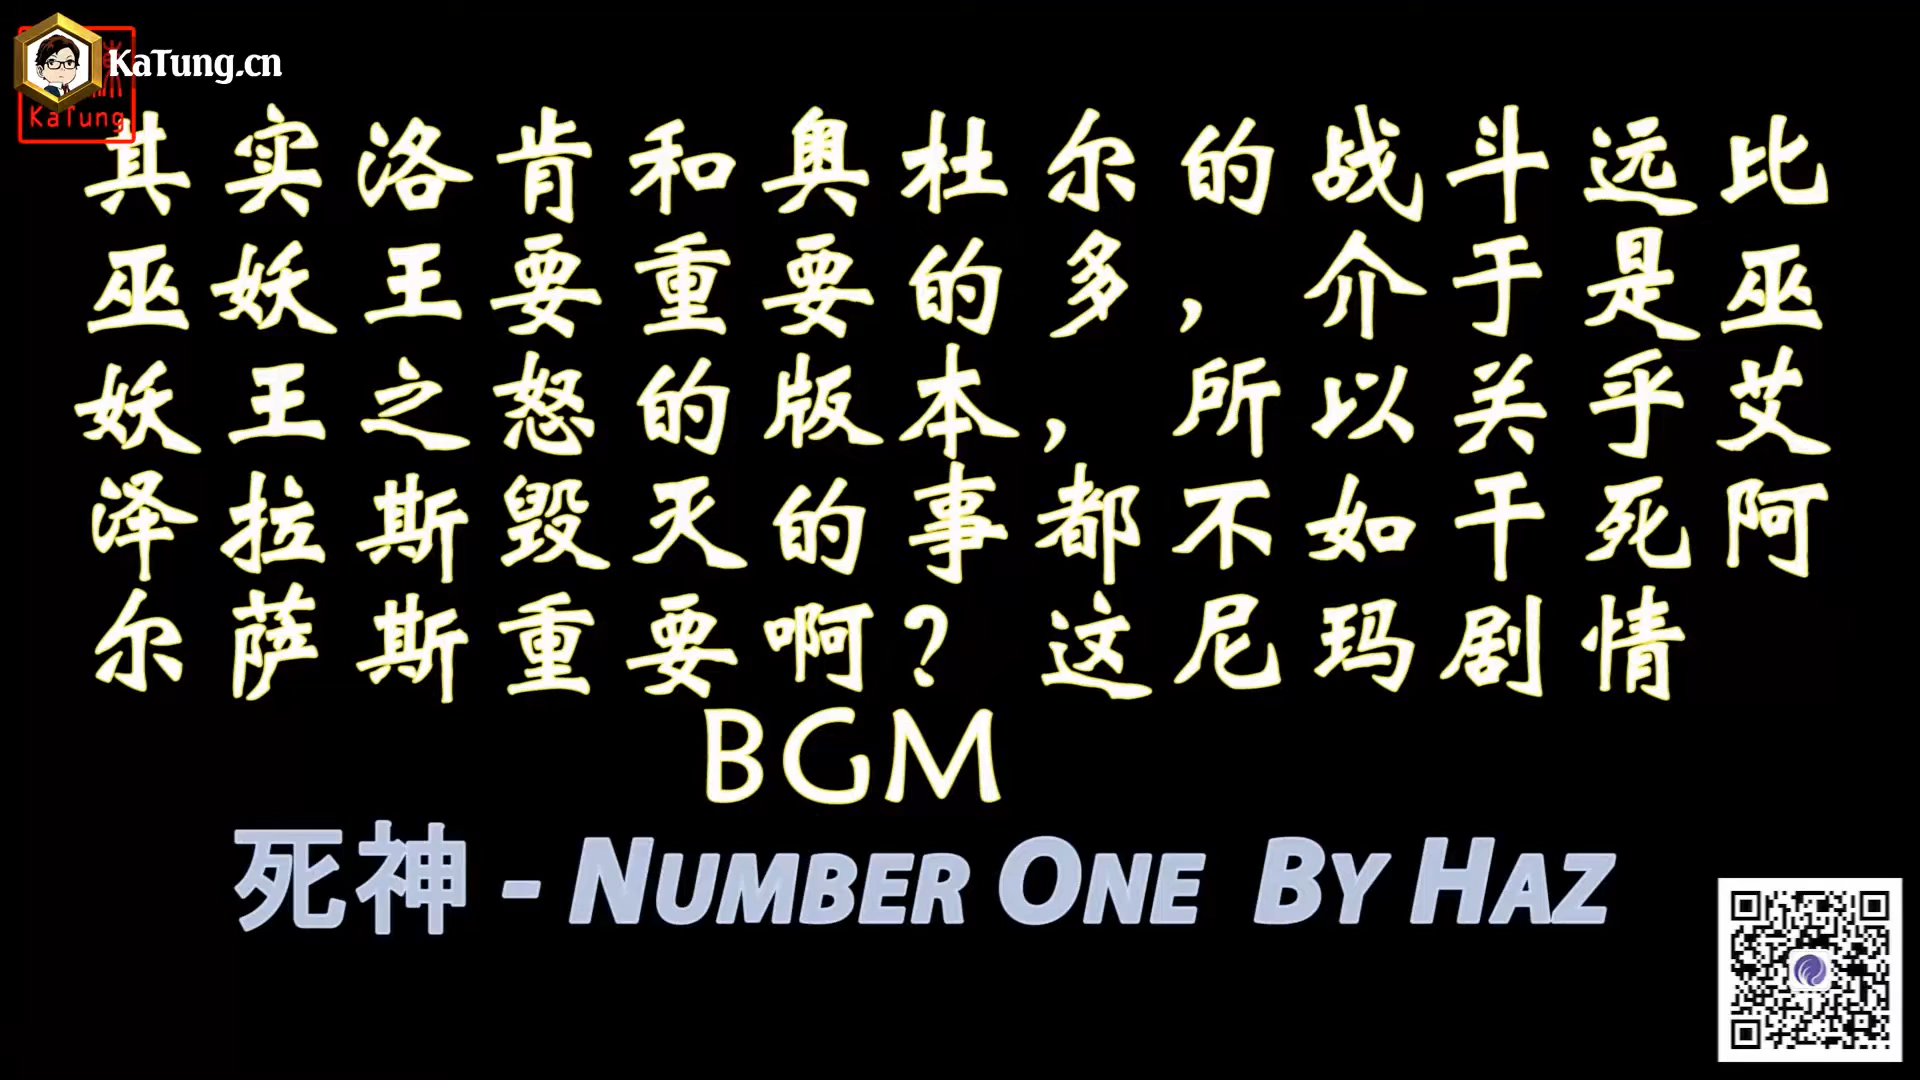 KaTung.cn
KaTung
其实洛肯和奥杜尔的战斗远比
巫妖王要重要的多，介于是巫
妖王之怒的版本，所以关乎艾
泽拉斯毁灭的事都不如干死阿
尔萨斯重要啊？这尼玛剧情
BGM
死神 - NUMBER ONE BY HAZ